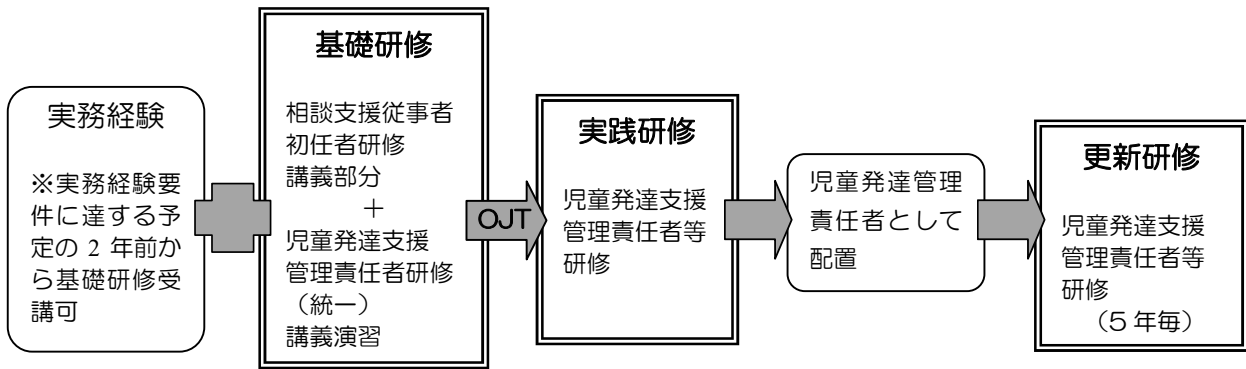 実務経験
※実務経験要
件に達する予
定の2年前か
ら基礎研修受
講可
基礎研修
相談支援従事者
初任者研修
講義部分
＋
児童発達支援
管理責任者研修
（統一）
講義演習
OJT
実践研修
児童発達支援
管理責任者等
研修
児童発達管理
責任者として
配置
更新研修
児童発達支援
管理責任者等
研修
（５年毎）